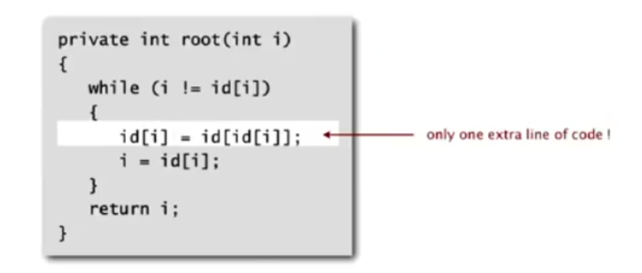 private int root(int i)
{
while (i != id[i])
{
id[i] = id[id[i]];
only one extra line of code !
i = id[i];
}
return i;
}